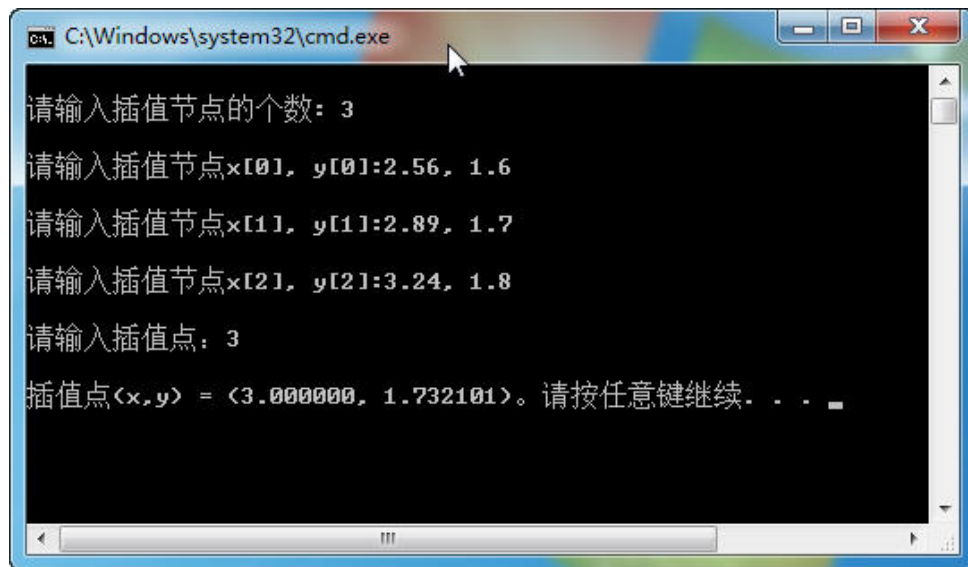 C:\Windows\system32\cmd.exe
请输入插值节点的个数: 3
请输入插值节点x[0], y[0]:2.56, 1.6
请输入插值节点x[1], y[1]:2.89, 1.7
请输入插值节点x[2], y[2]:3.24, 1.8
请输入插值点: 3
插值点(x,y) = (3.000000, 1.732101)。请按任意键继续. . .